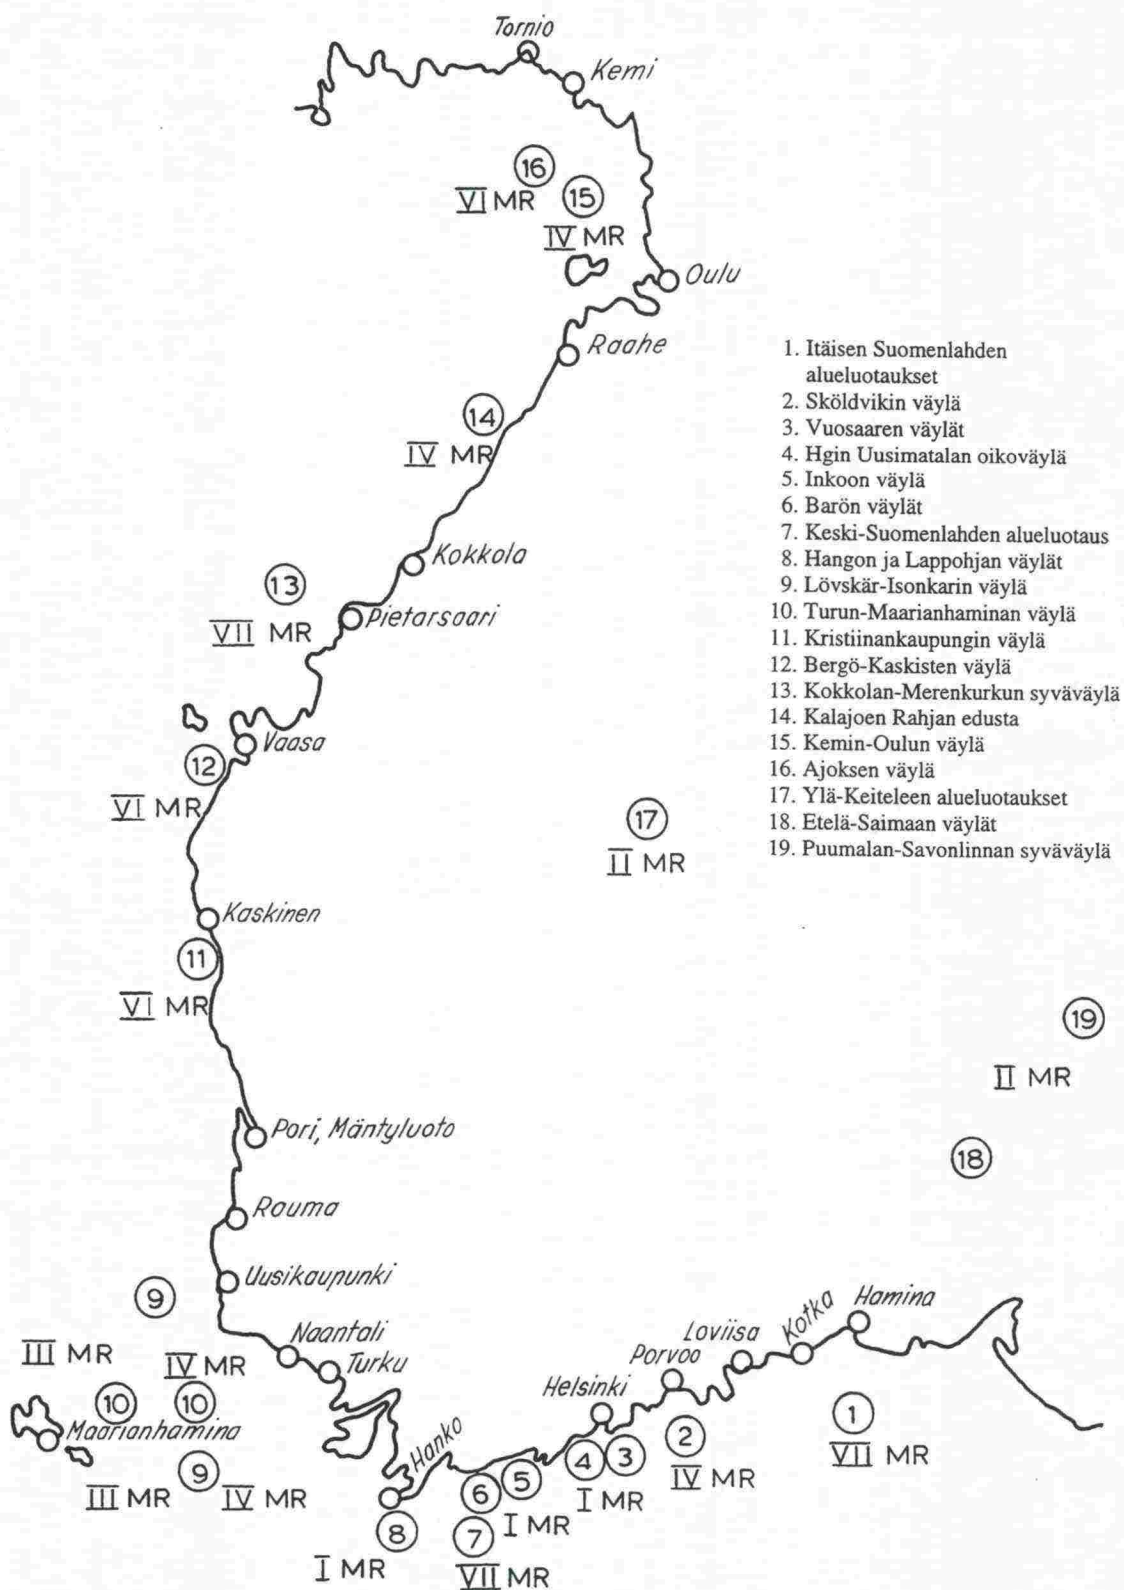 Tornio
Kemi
16
VI MR
15
IV MR
Oulu
Raahe
14
IV MR
Kokkola
13
VII MR
Pietarsaari
Vaasa
12
VI MR
17
II MR
Kaskinen
11
VI MR
19
II MR
Pori, Mäntyluoto
18
Rauma
Uusikaupunki
9
III MR
IV MR
Naantali
Turku
10
10
Maarianhamina
9
III MR
IV MR
Hanko
8
I MR
6
5
I MR
7
VII MR
Helsinki
4
3
I MR
Porvoo
2
IV MR
Loviisa
Kotka
Hamina
1
VII MR
1. Itäisen Suomenlahden
alueluotaukset
2. Sköldvikin väylä
3. Vuosaaren väylät
4. Hgin Uusimatalan oikoväylä
5. Inkoon väylä
6. Barön väylät
7. Keski-Suomenlahden alueluotaus
8. Hangon ja Lappohjan väylät
9. Lövskär-Isonkarin väylä
10. Turun-Maarianhaminan väylä
11. Kristiinankaupungin väylä
12. Bergö-Kaskisten väylä
13. Kokkolan-Merenkurkun syväväylä
14. Kalajoen Rahjan edusta
15. Kemin-Oulun väylä
16. Ajoksen väylä
17. Ylä-Keiteleen alueluotaukset
18. Etelä-Saimaan väylät
19. Puumalan-Savonlinnan syväväylä